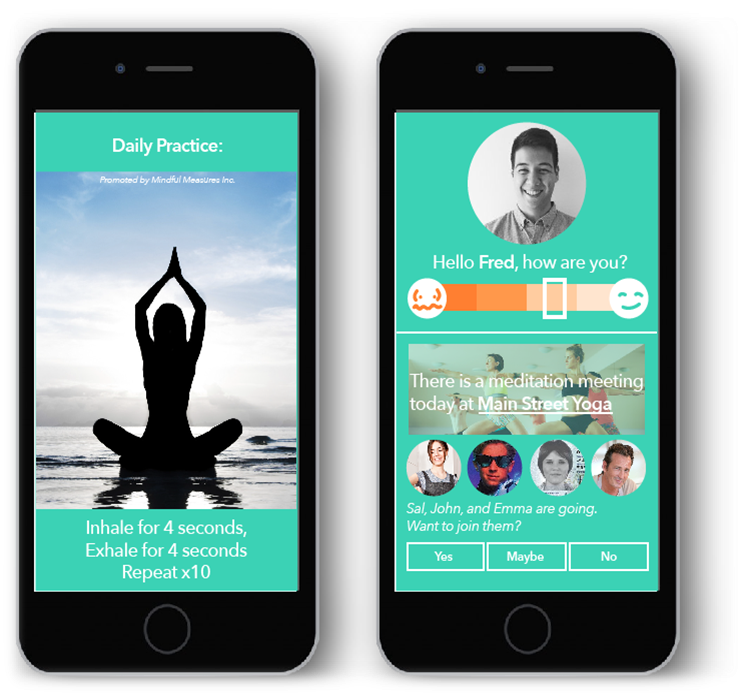 Daily Practice:
Promoted by Mindful Measures Inc.
Inhale for 4 seconds,
Exhale for 4 seconds
Repeat x10
Hello Fred, how are you?
There is a meditation meeting
today at Main Street Yoga
Sal, John, and Emma are going.
Want to join them?
Yes Maybe No